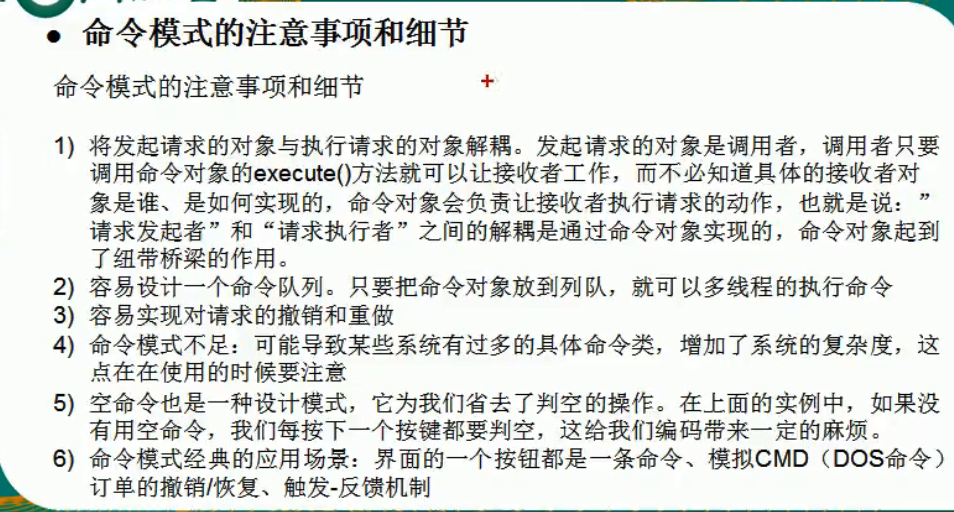 ● 命令模式的注意事项和细节
命令模式的注意事项和细节
1) 将发起请求的对象与执行请求的对象解耦。发起请求的对象是调用者，调用者只要
调用命令对象的execute()方法就可以让接收者工作，而不必知道具体的接收者对
象是谁、是如何实现的，命令对象会负责让接收者执行请求的动作，也就是说：”
请求发起者”和“请求执行者”之间的解耦是通过命令对象实现的，命令对象起到
了纽带桥梁的作用。
2) 容易设计一个命令队列。只要把命令对象放到列队，就可以多线程的执行命令
3) 容易实现对请求的撤销和重做
4) 命令模式不足：可能导致某些系统有过多的具体命令类，增加了系统的复杂度，这
点在在使用的时候要注意
5) 空命令也是一种设计模式，它为我们省去了判空的操作。在上面的实例中，如果没
有用空命令，我们每按下一个按键都要判空，这给我们编码带来一定的麻烦。
6) 命令模式经典的应用场景：界面的一个按钮都是一条命令、模拟CMD（DOS命令）
订单的撤销/恢复、触发-反馈机制